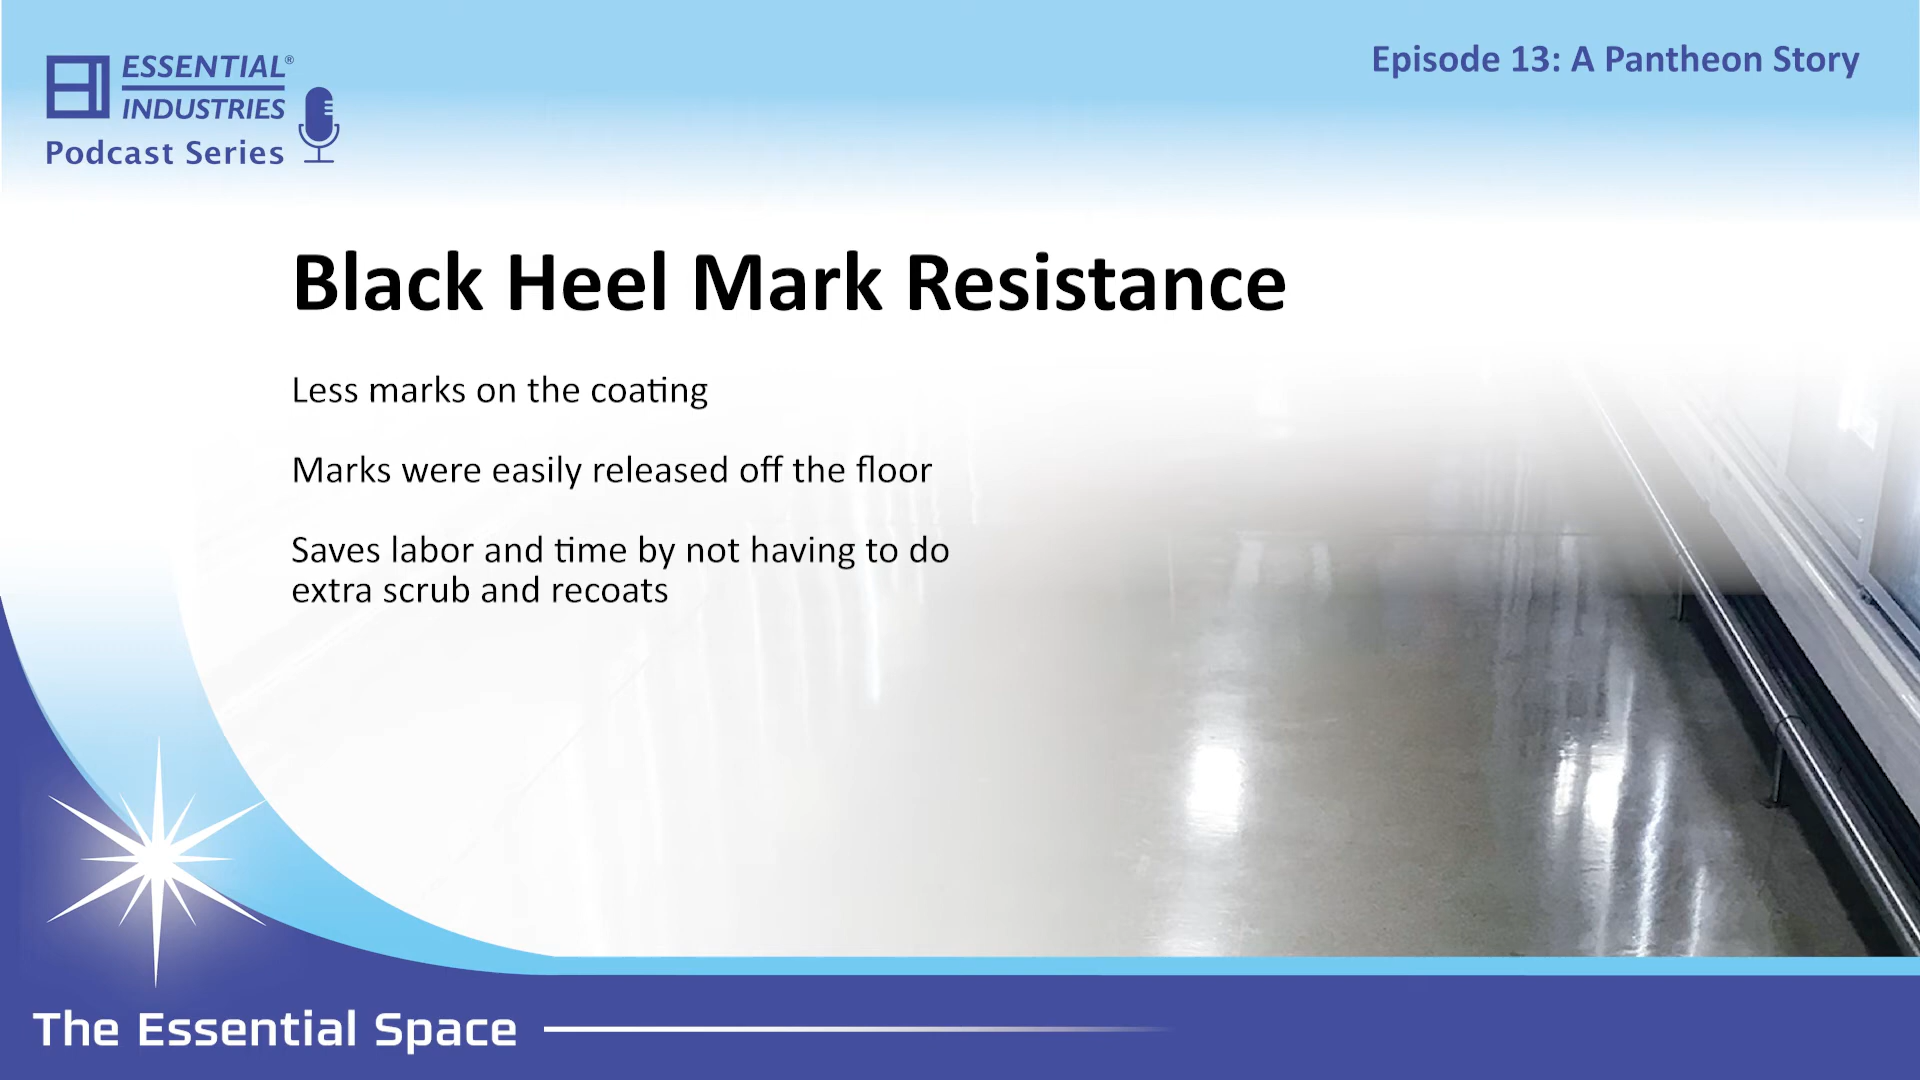 ESSENTIAL®
INDUSTRIES
Podcast Series
Episode 13: A Pantheon Story
Black Heel Mark Resistance
Less marks on the coating
Marks were easily released off the floor
Saves labor and time by not having to do
extra scrub and recoats
The Essential Space